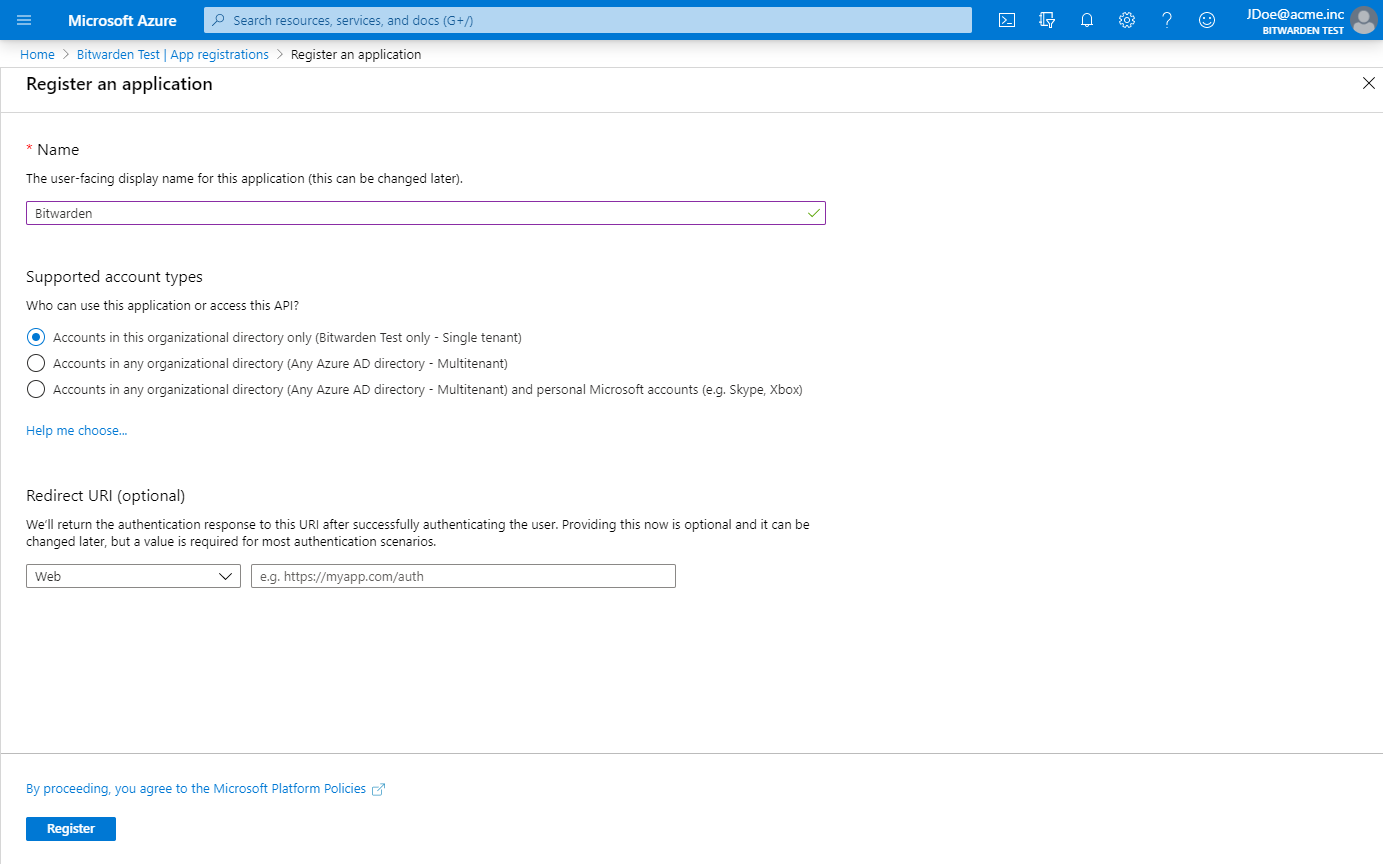 Microsoft Azure
Search resources, services, and docs (G+/)
JDoe@acme.inc
BITWARDEN TEST
Home > Bitwarden Test | App registrations > Register an application
Register an application
* Name
The user-facing display name for this application (this can be changed later).
Bitwarden
Supported account types
Who can use this application or access this API?
Accounts in this organizational directory only (Bitwarden Test only - Single tenant)
Accounts in any organizational directory (Any Azure AD directory - Multitenant)
Accounts in any organizational directory (Any Azure AD directory - Multitenant) and personal Microsoft accounts (e.g. Skype, Xbox)
Help me choose...
Redirect URI (optional)
We'll return the authentication response to this URI after successfully authenticating the user. Providing this now is optional and it can be
changed later, but a value is required for most authentication scenarios.
Web
e.g. https://myapp.com/auth
By proceeding, you agree to the Microsoft Platform Policies
Register